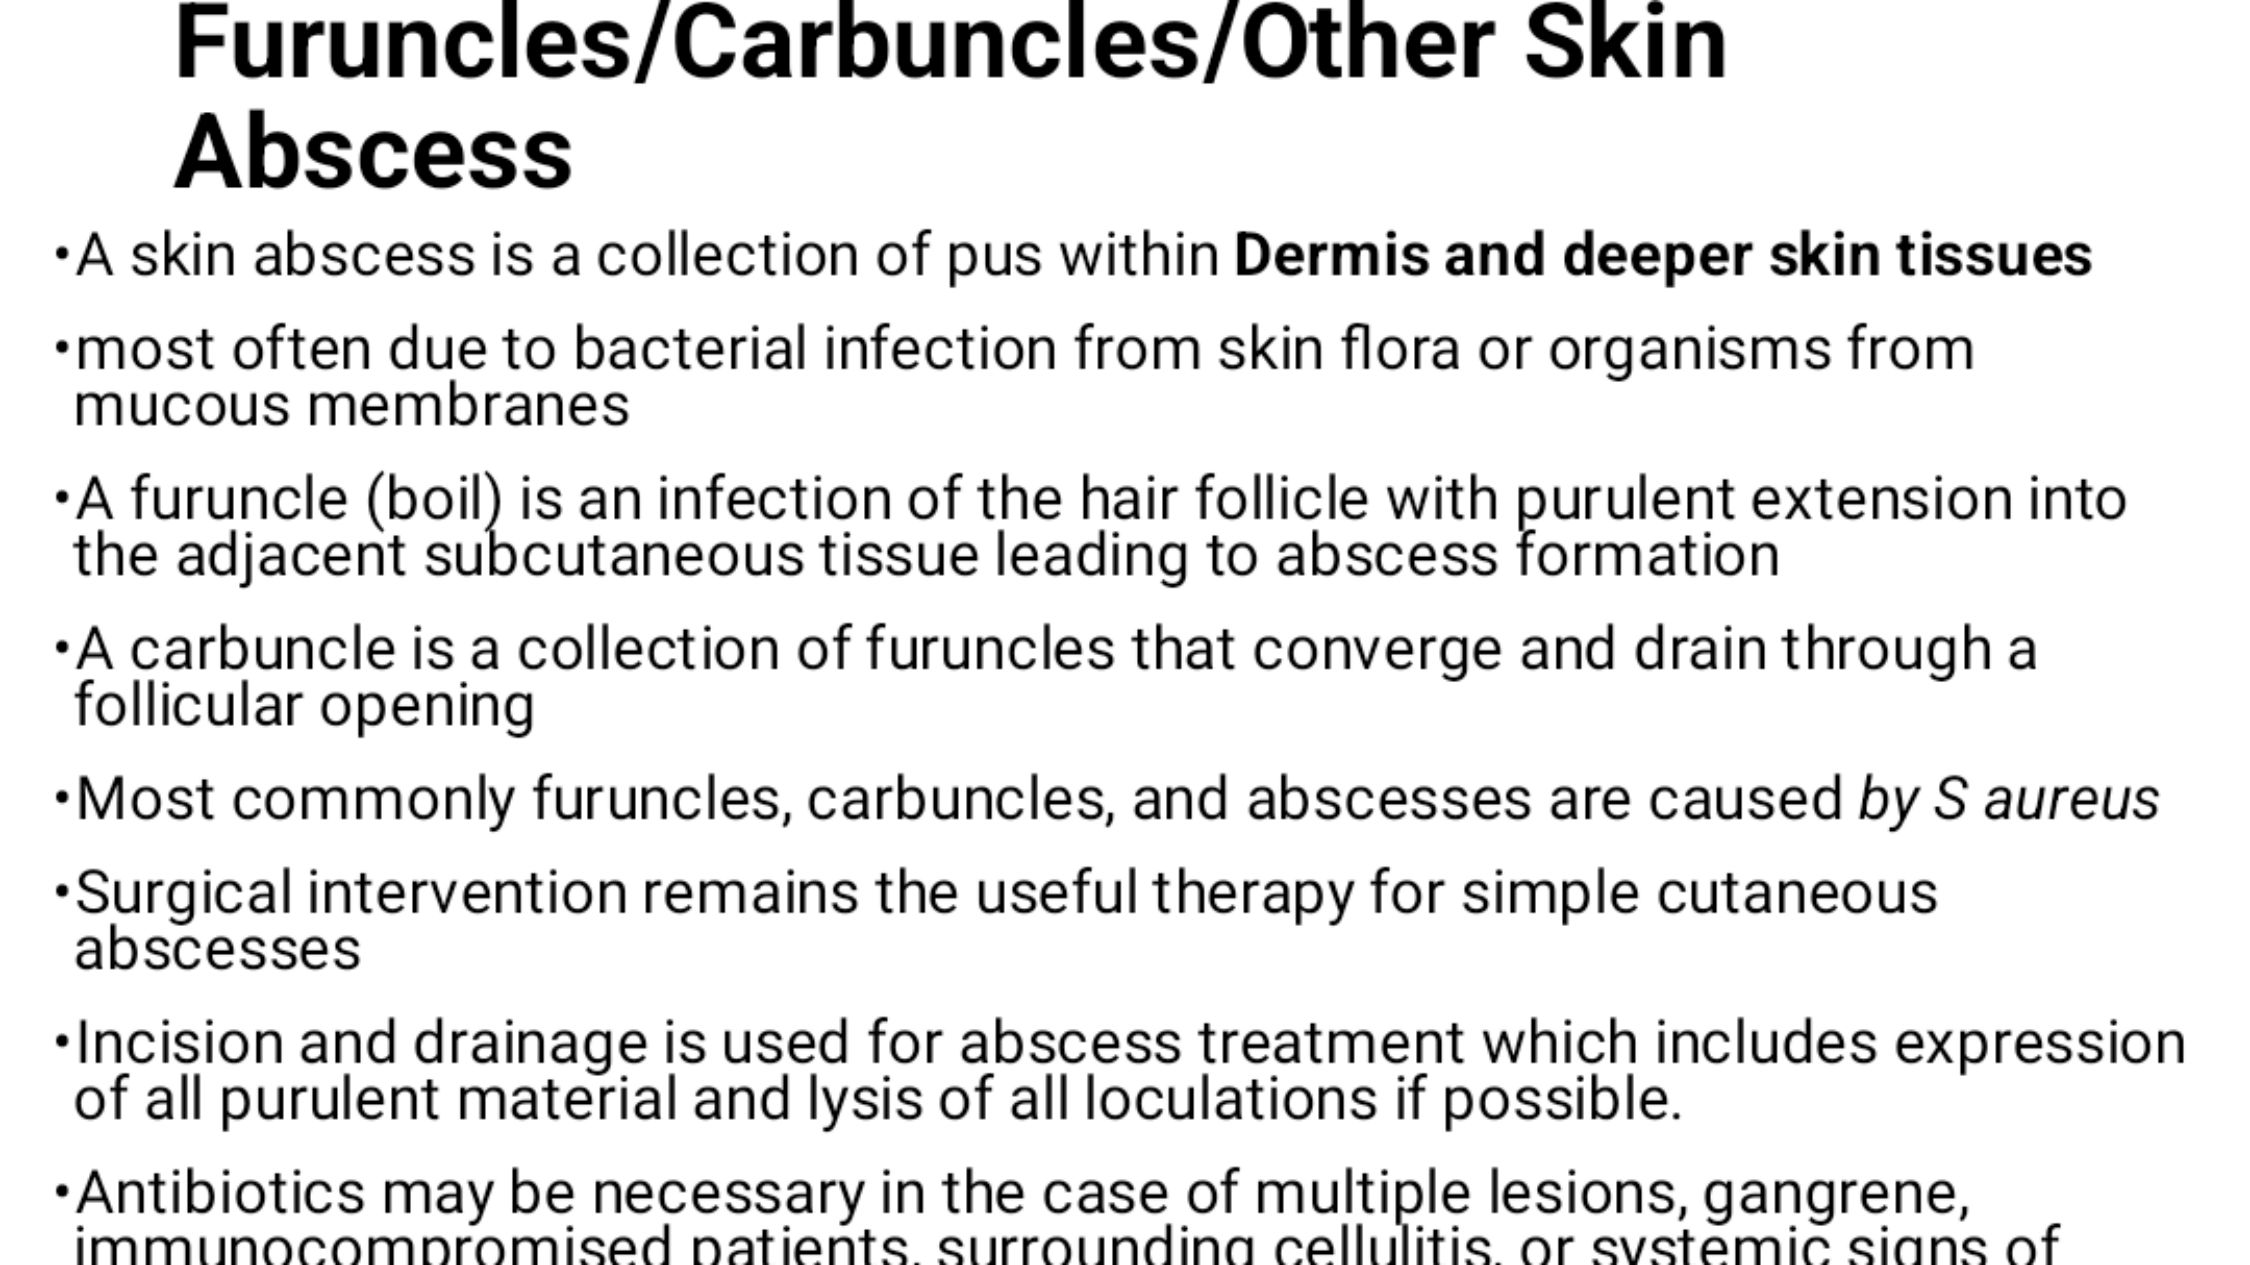 Furuncles/Carbuncles/Other Skin
Abscess
•A skin abscess is a collection of pus within Dermis and deeper skin tissues
•most often due to bacterial infection from skin flora or organisms from
mucous membranes
•A furuncle (boil) is an infection of the hair follicle with purulent extension into
the adjacent subcutaneous tissue leading to abscess formation
•A carbuncle is a collection of furuncles that converge and drain through a
follicular opening
•Most commonly furuncles, carbuncles, and abscesses are caused by S aureus
•Surgical intervention remains the useful therapy for simple cutaneous
abscesses
•Incision and drainage is used for abscess treatment which includes expression
of all purulent material and lysis of all loculations if possible.
•Antibiotics may be necessary in the case of multiple lesions, gangrene,
immunocompromised patients, surrounding cellulitis, or systemic signs of